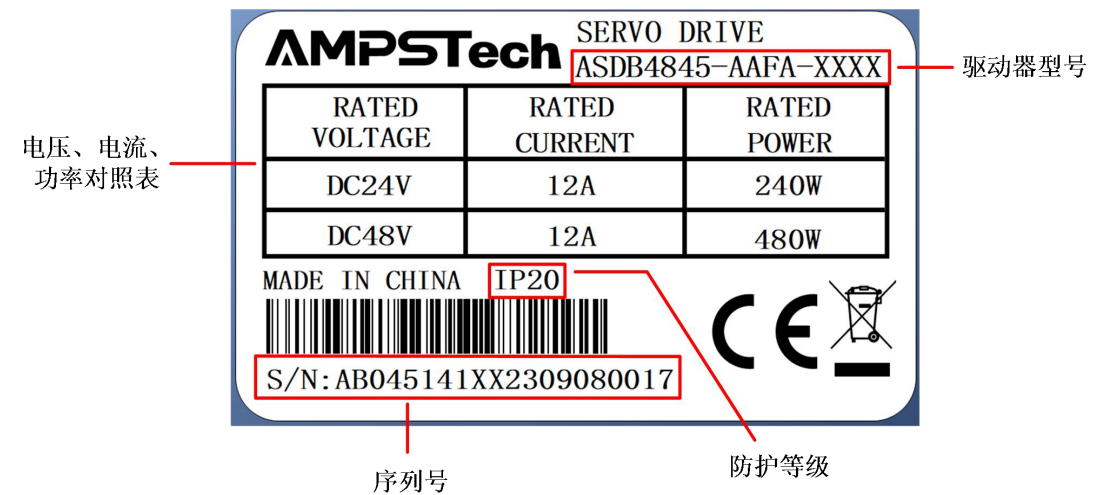 AMPSTech
SERVO DRIVE
ASDB4845-AAFA-XXXX
驱动器型号
电压、电流、
功率对照表
RATED VOLTAGE
RATED CURRENT
RATED POWER
DC24V 12A 240W
DC48V 12A 480W
MADE IN CHINA IP20
CE
S/N:AB045141XX2309080017
序列号
防护等级